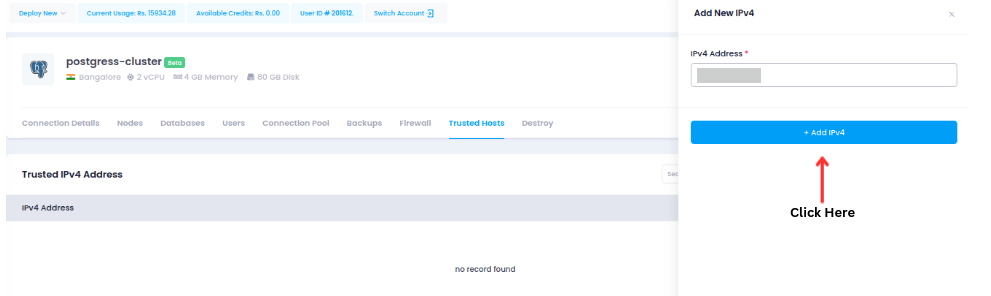 Deploy New
Current Usage: Rs. 15934.28
Available Credits: Rs. 0.00
User ID # 201612.
Switch Account
postgress-cluster Beta
Bangalore 2 vCPU 4 GB Memory 80 GB Disk
Connection Details Nodes Databases Users Connection Pool Backups Firewall Trusted Hosts Destroy
Trusted IPv4 Address
Sec
IPv4 Address
no record found
Add New IPv4
IPv4 Address *
+ Add IPv4
Click Here